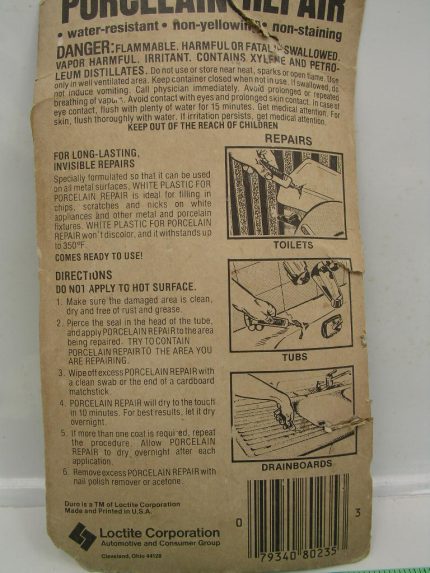 PORCELAIN REPAIR
• water-resistant • non-yellowing • non-staining
DANGER: FLAMMABLE. HARMFUL OR FATAL IF SWALLOWED.
VAPOR HARMFUL. IRRITANT. CONTAINS XYLENE AND PETRO-
LEUM DISTILLATES. Do not use or store near heat, sparks or open flame. Use
only in well ventilated area. Keep container closed when not in use. If swallowed, do
not induce vomiting. Call physician immediately. Avoid prolonged or repeated
breathing of vapor. Avoid contact with eyes and prolonged skin contact. In case of
eye contact, flush with plenty of water for 15 minutes. Get medical attention. For
skin, flush thoroughly with water. If irritation persists, get medical attention.
KEEP OUT OF THE REACH OF CHILDREN
FOR LONG-LASTING,
INVISIBLE REPAIRS
Specially formulated so that it can be used
on all metal surfaces, WHITE PLASTIC FOR
PORCELAIN REPAIR is ideal for filling in
chips, scratches and nicks on white
appliances and other metal and porcelain
fixtures. WHITE PLASTIC FOR PORCELAIN
REPAIR won't discolor, and it withstands up
to 350°F
COMES READY TO USE!
DIRECTIONS
DO NOT APPLY TO HOT SURFACE.
1. Make sure the damaged area is clean,
dry and free of rust and grease.
2. Pierce the seal in the head of the tube,
and apply PORCELAIN REPAIR to the area
being repaired. TRY TO CONTAIN
PORCELAIN REPAIR TO THE AREA YOU
ARE REPAIRING.
3. Wipe off excess PORCELAIN REPAIR with
a clean swab or the end of a cardboard
matchstick.
4. PORCELAIN REPAIR will dry to the touch
in 10 minutes. For best results, let it dry
overnight.
5. If more than one coat is required, repeat
the procedure. Allow PORCELAIN
REPAIR to dry overnight after each
application.
6. Remove excess PORCELAIN REPAIR with
nail polish remover or acetone.
Duro is a TM of Loctite Corporation
Made and Printed in U.S.A.
Loctite Corporation
Automotive and Consumer Group
Cleveland, Ohio 44128
REPAIRS
TOILETS
TUBS
DRAINBOARDS
0 79340 80235 3